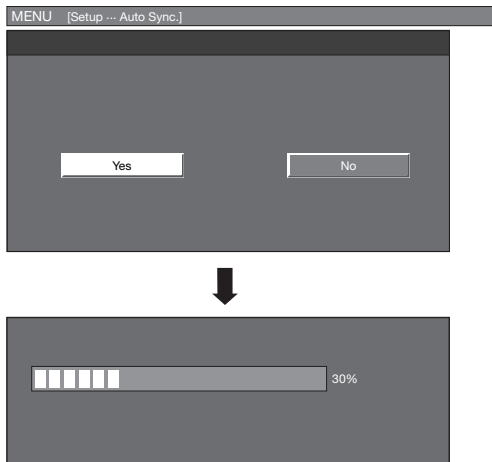 MENU [Setup ··· Auto Sync.]
Yes No
30%